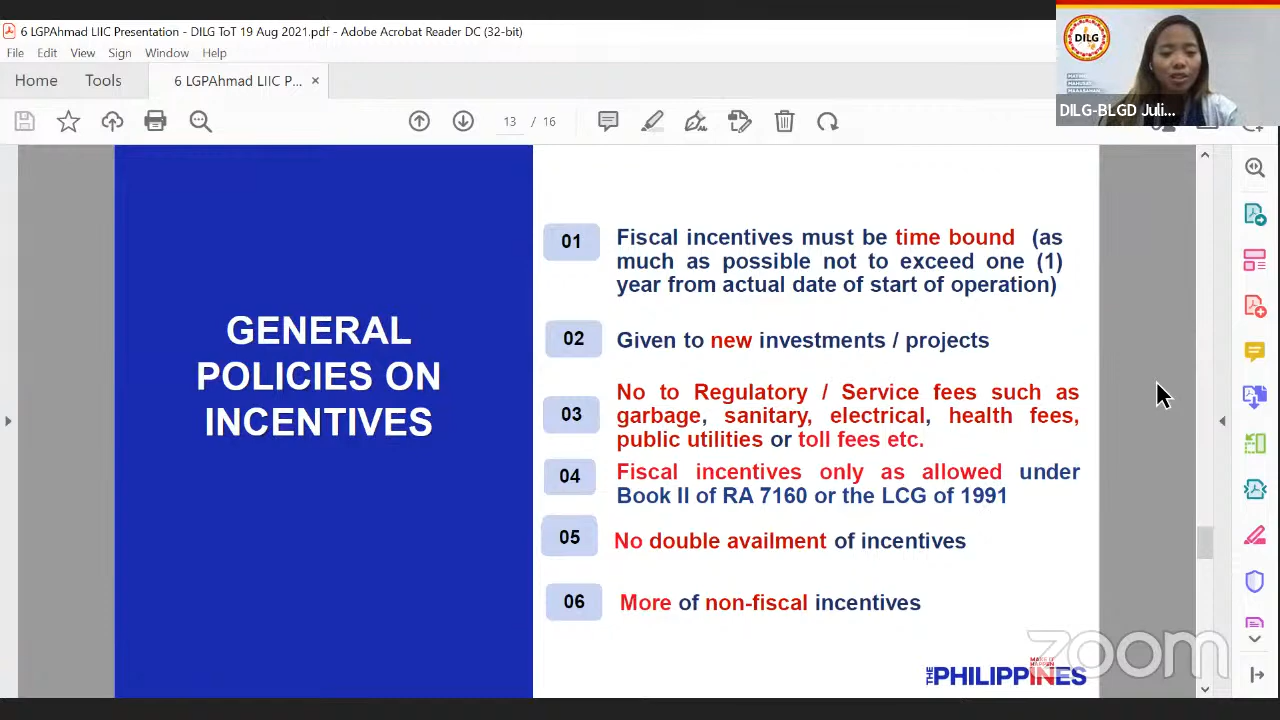 6 LGPAhmad LIIC Presentation - DILG ToT 19 Aug 2021.pdf - Adobe Acrobat Reader DC (32-bit)
File Edit View Sign Window Help
Home Tools 6 LGPAhmad LIIC P... ×
13 / 16
DILG
DILG-BLGD Juli...
GENERAL
POLICIES ON
INCENTIVES
01
Fiscal incentives must be time bound (as
much as possible not to exceed one (1)
year from actual date of start of operation)
02
Given to new investments / projects
03
No to Regulatory / Service fees such as
garbage, sanitary, electrical, health fees,
public utilities or toll fees etc.
04
Fiscal incentives only as allowed under
Book II of RA 7160 or the LCG of 1991
05
No double availment of incentives
06
More of non-fiscal incentives
MAKE IT
HAPPEN
THE PHILIPPINES
zoom